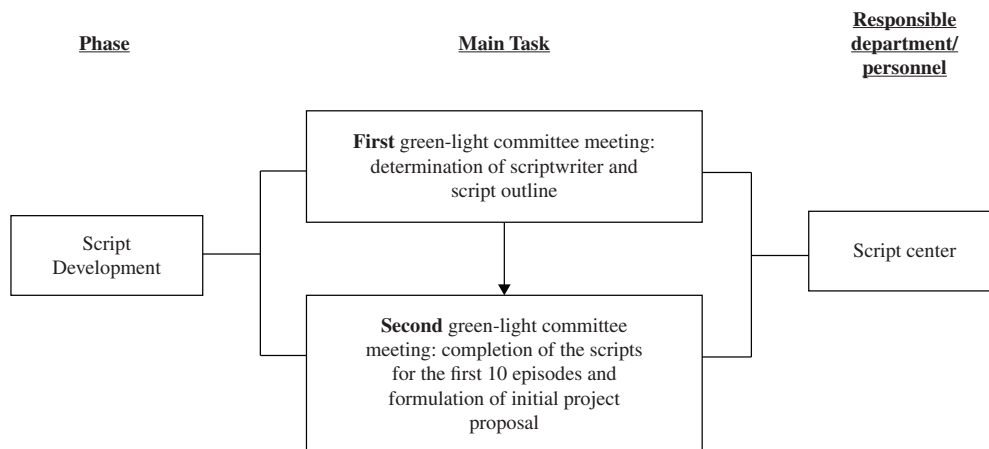 Phase
Main Task
Responsible
department/
personnel
First green-light committee meeting:
determination of scriptwriter and
script outline
Script
Development
Script center
Second green-light committee
meeting: completion of the scripts
for the first 10 episodes and
formulation of initial project
proposal